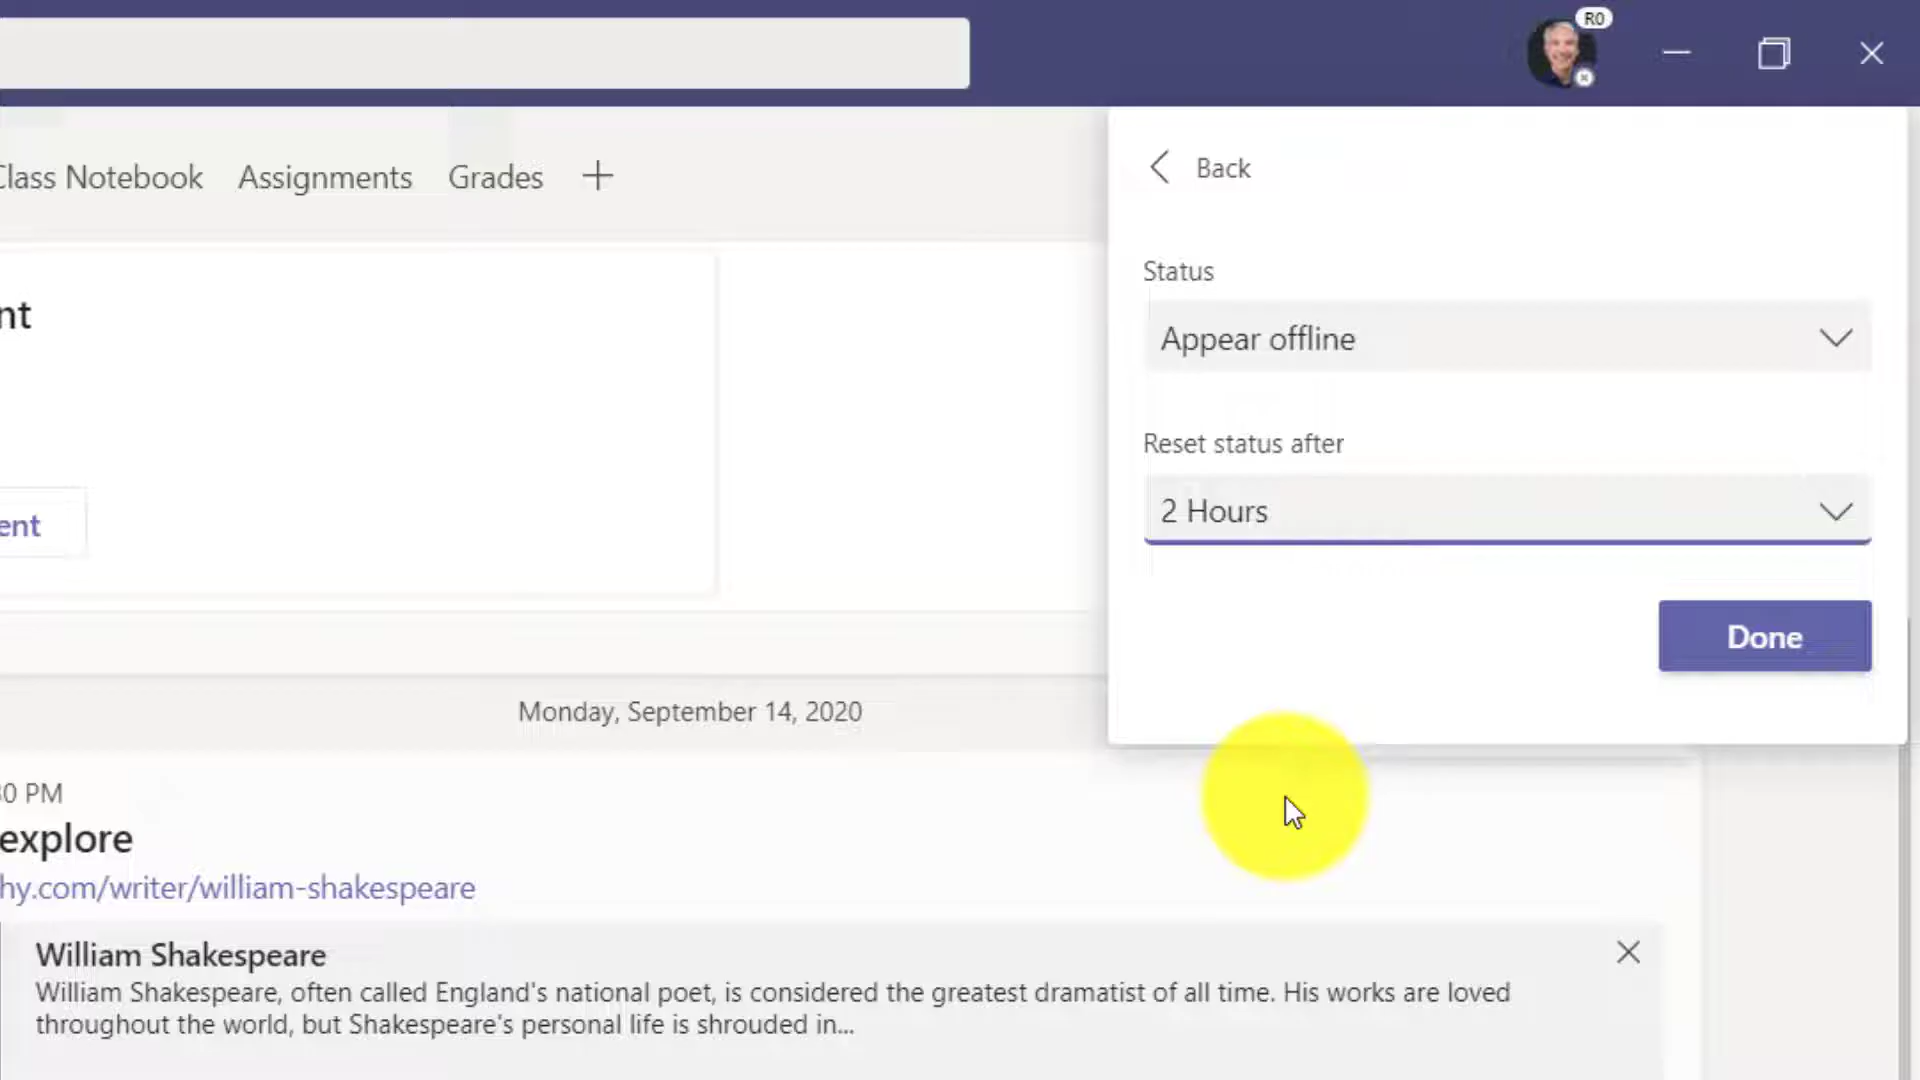 R0
Class Notebook Assignments Grades +
Back
Status
Appear offline
Reset status after
2 Hours
Done
nt
ent
Monday, September 14, 2020
30 PM
explore
hy.com/writer/william-shakespeare
William Shakespeare
William Shakespeare, often called England's national poet, is considered the greatest dramatist of all time. His works are loved
throughout the world, but Shakespeare's personal life is shrouded in...